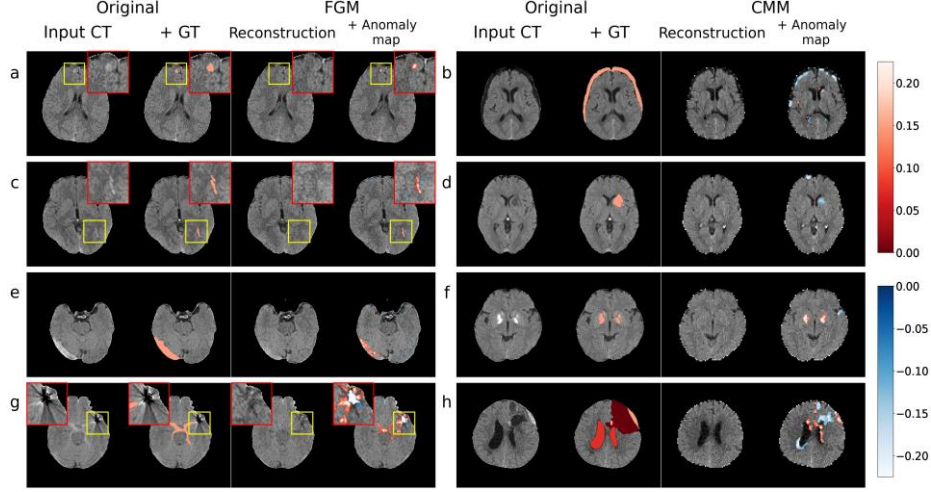 Original FGM Original CMM
Input CT + GT Reconstruction + Anomaly map Input CT + GT Reconstruction + Anomaly map
a b
c d
e f
g h
0.20
0.15
0.10
0.05
0.00
0.00
−0.05
−0.10
−0.15
−0.20